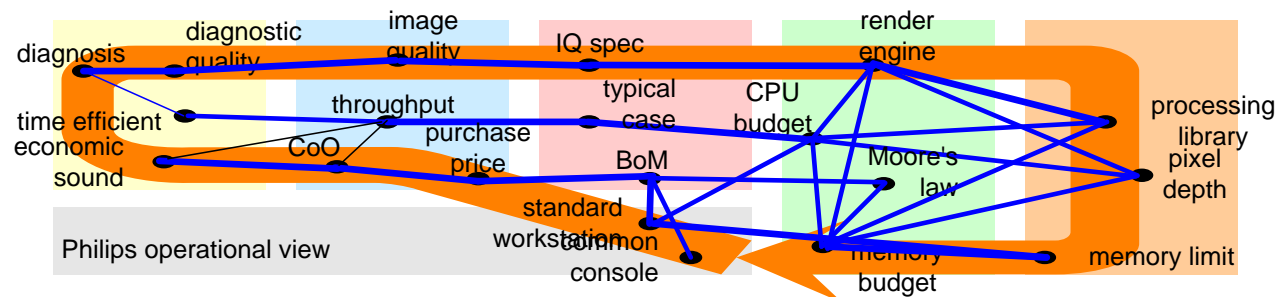 diagnosis
diagnostic
quality
image
quality
IQ spec
render
engine
time efficient
throughput
typical
case
CPU
budget
processing
library
economic
sound
CoO
purchase
price
BoM
Moore's
law
pixel
depth
Philips operational view
standard
workstation
common
console
memory
budget
memory limit